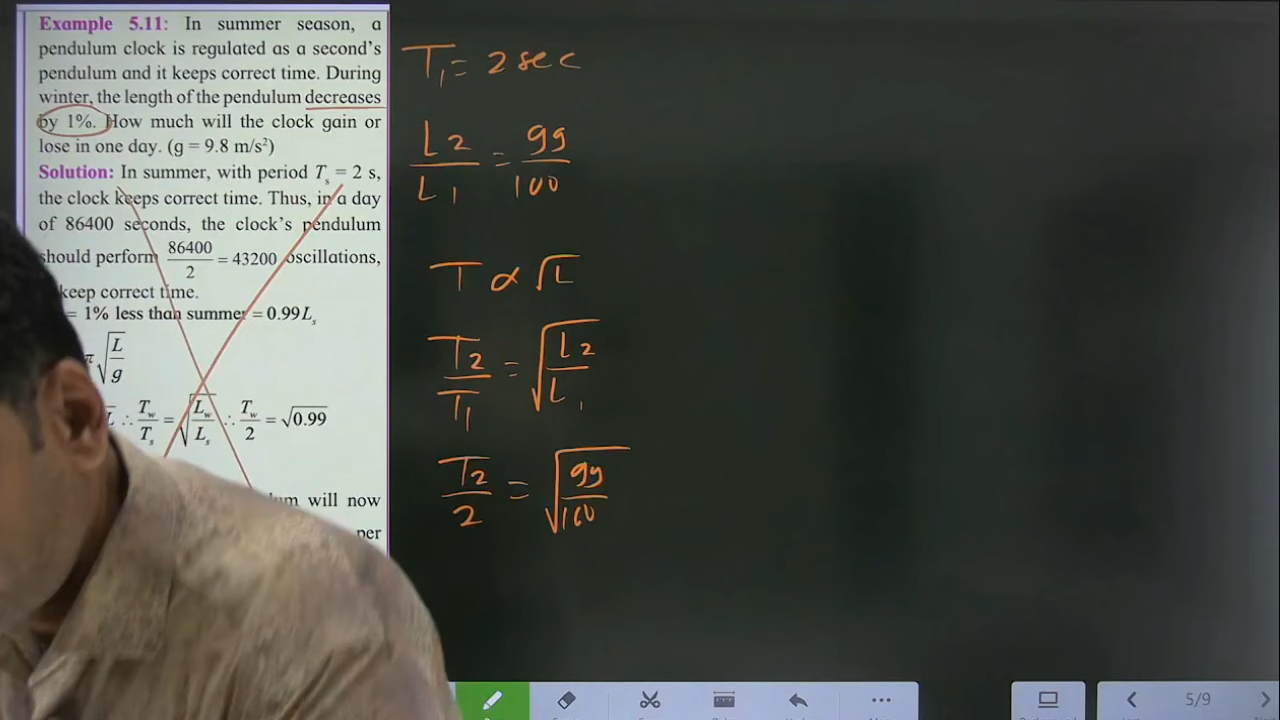 Example 5.11: In summer season, a
pendulum clock is regulated as a second's
pendulum and it keeps correct time. During
winter, the length of the pendulum decreases
by 1%. How much will the clock gain or
lose in one day. (g = 9.8 m/s²)
Solution: In summer, with period Tₛ = 2 s,
the clock keeps correct time. Thus, in a day
of 86400 seconds, the clock's pendulum
should perform 86400/2 = 43200 oscillations,
keep correct time.
= 1% less than summer = 0.99Lₛ
π√(L/g)
∴ T_w/T_s = √(L_w/L_s) ∴ T_w/2 = √0.99
will now
per
T₁ = 2 sec
L2/L1 = 99/100
T ∝ √L
T2/T1 = √(L2/L1)
T2/2 = √(99/100)
5/9